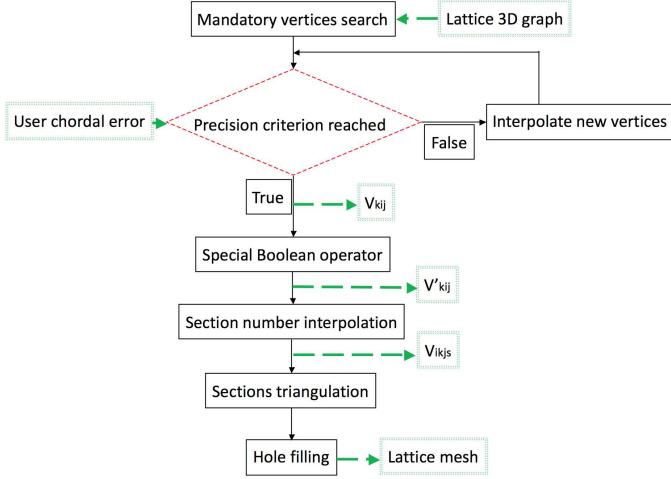 Mandatory vertices search
Lattice 3D graph
User chordal error
Precision criterion reached
Interpolate new vertices
False
True
Vkij
Special Boolean operator
V'kij
Section number interpolation
Vikjs
Sections triangulation
Hole filling
Lattice mesh